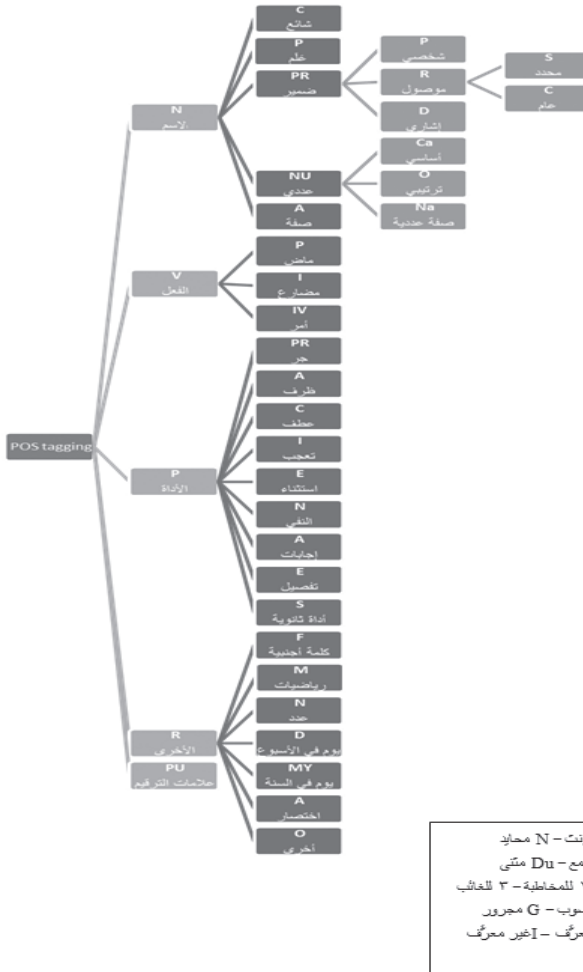 POS tagging
N
الاسم
C
شائع
P
علم
PR
ضمير
P
شخصي
R
موصول
S
محدد
C
عام
D
إشاري
NU
عددي
Ca
أساسي
O
ترتيبي
Na
صفة عددية
A
صفة
V
الفعل
P
ماض
I
مضارع
IV
أمر
P
الأداة
PR
جر
A
ظرف
C
عطف
I
تعجب
E
استثناء
N
النفي
A
إجابات
E
تفصيل
S
أداة ثانوية
R
الأخرى
F
كلمة أجنبية
M
رياضيات
N
عدد
D
يوم في الأسبوع
MY
يوم في السنة
A
اختصار
O
أخرى
PU
علامات الترقيم
N – محايد
Du – مثنى
للمخاطبة – ٣ للغائب
G – مجرور
I – غير معرّف